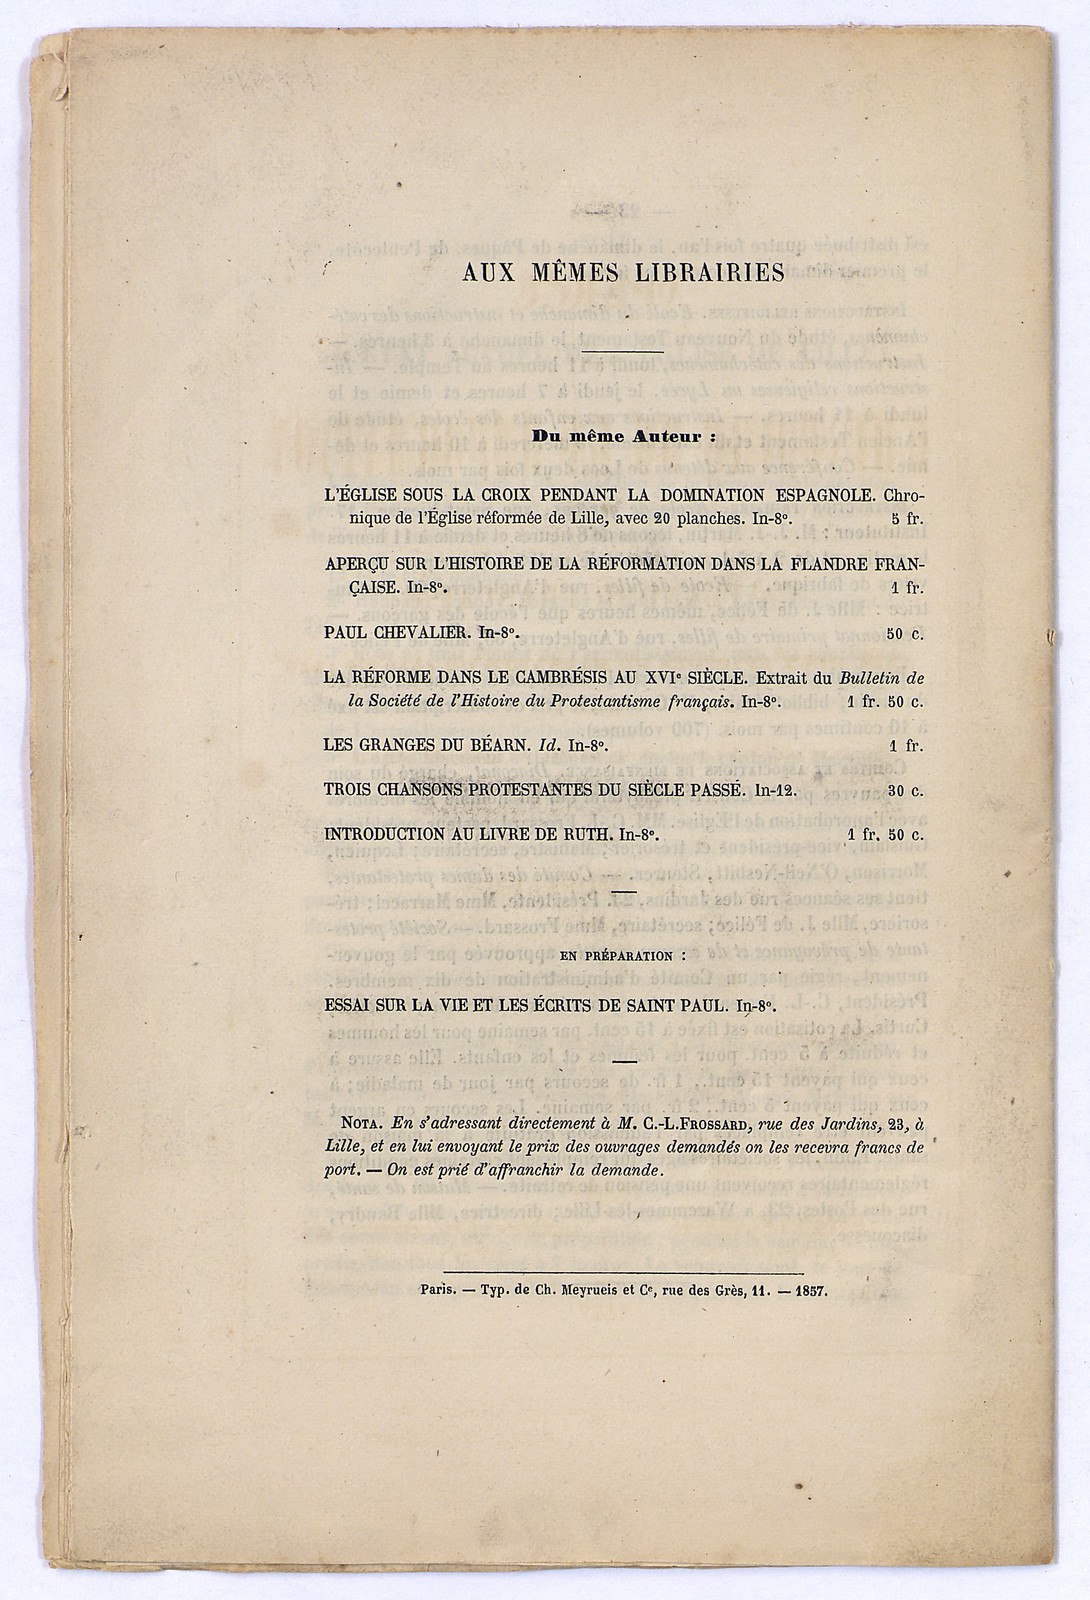 AUX MÊMES LIBRAIRIES
Du même Auteur :
L'ÉGLISE SOUS LA CROIX PENDANT LA DOMINATION ESPAGNOLE. Chro-
nique de l'Église réformée de Lille, avec 20 planches. In-8º. 5 fr.
APERÇU SUR L'HISTOIRE DE LA RÉFORMATION DANS LA FLANDRE FRAN-
ÇAISE. In-8º. 1 fr.
PAUL CHEVALIER. In-8º. 50 c.
LA RÉFORME DANS LE CAMBRÉSIS AU XVIᵉ SIÈCLE. Extrait du Bulletin de
la Société de l'Histoire du Protestantisme français. In-8º. 1 fr. 50 c.
LES GRANGES DU BÉARN. Id. In-8º. 1 fr.
TROIS CHANSONS PROTESTANTES DU SIÈCLE PASSÉ. In-12. 30 c.
INTRODUCTION AU LIVRE DE RUTH. In-8º. 1 fr. 50 c.
EN PRÉPARATION :
ESSAI SUR LA VIE ET LES ÉCRITS DE SAINT PAUL. In-8º.
NOTA. En s'adressant directement à M. C.-L. FROSSARD, rue des Jardins, 23, à
Lille, et en lui envoyant le prix des ouvrages demandés on les recevra francs de
port. — On est prié d'affranchir la demande.
Paris. — Typ. de Ch. Meyrueis et Cᵉ, rue des Grès, 11. — 1857.